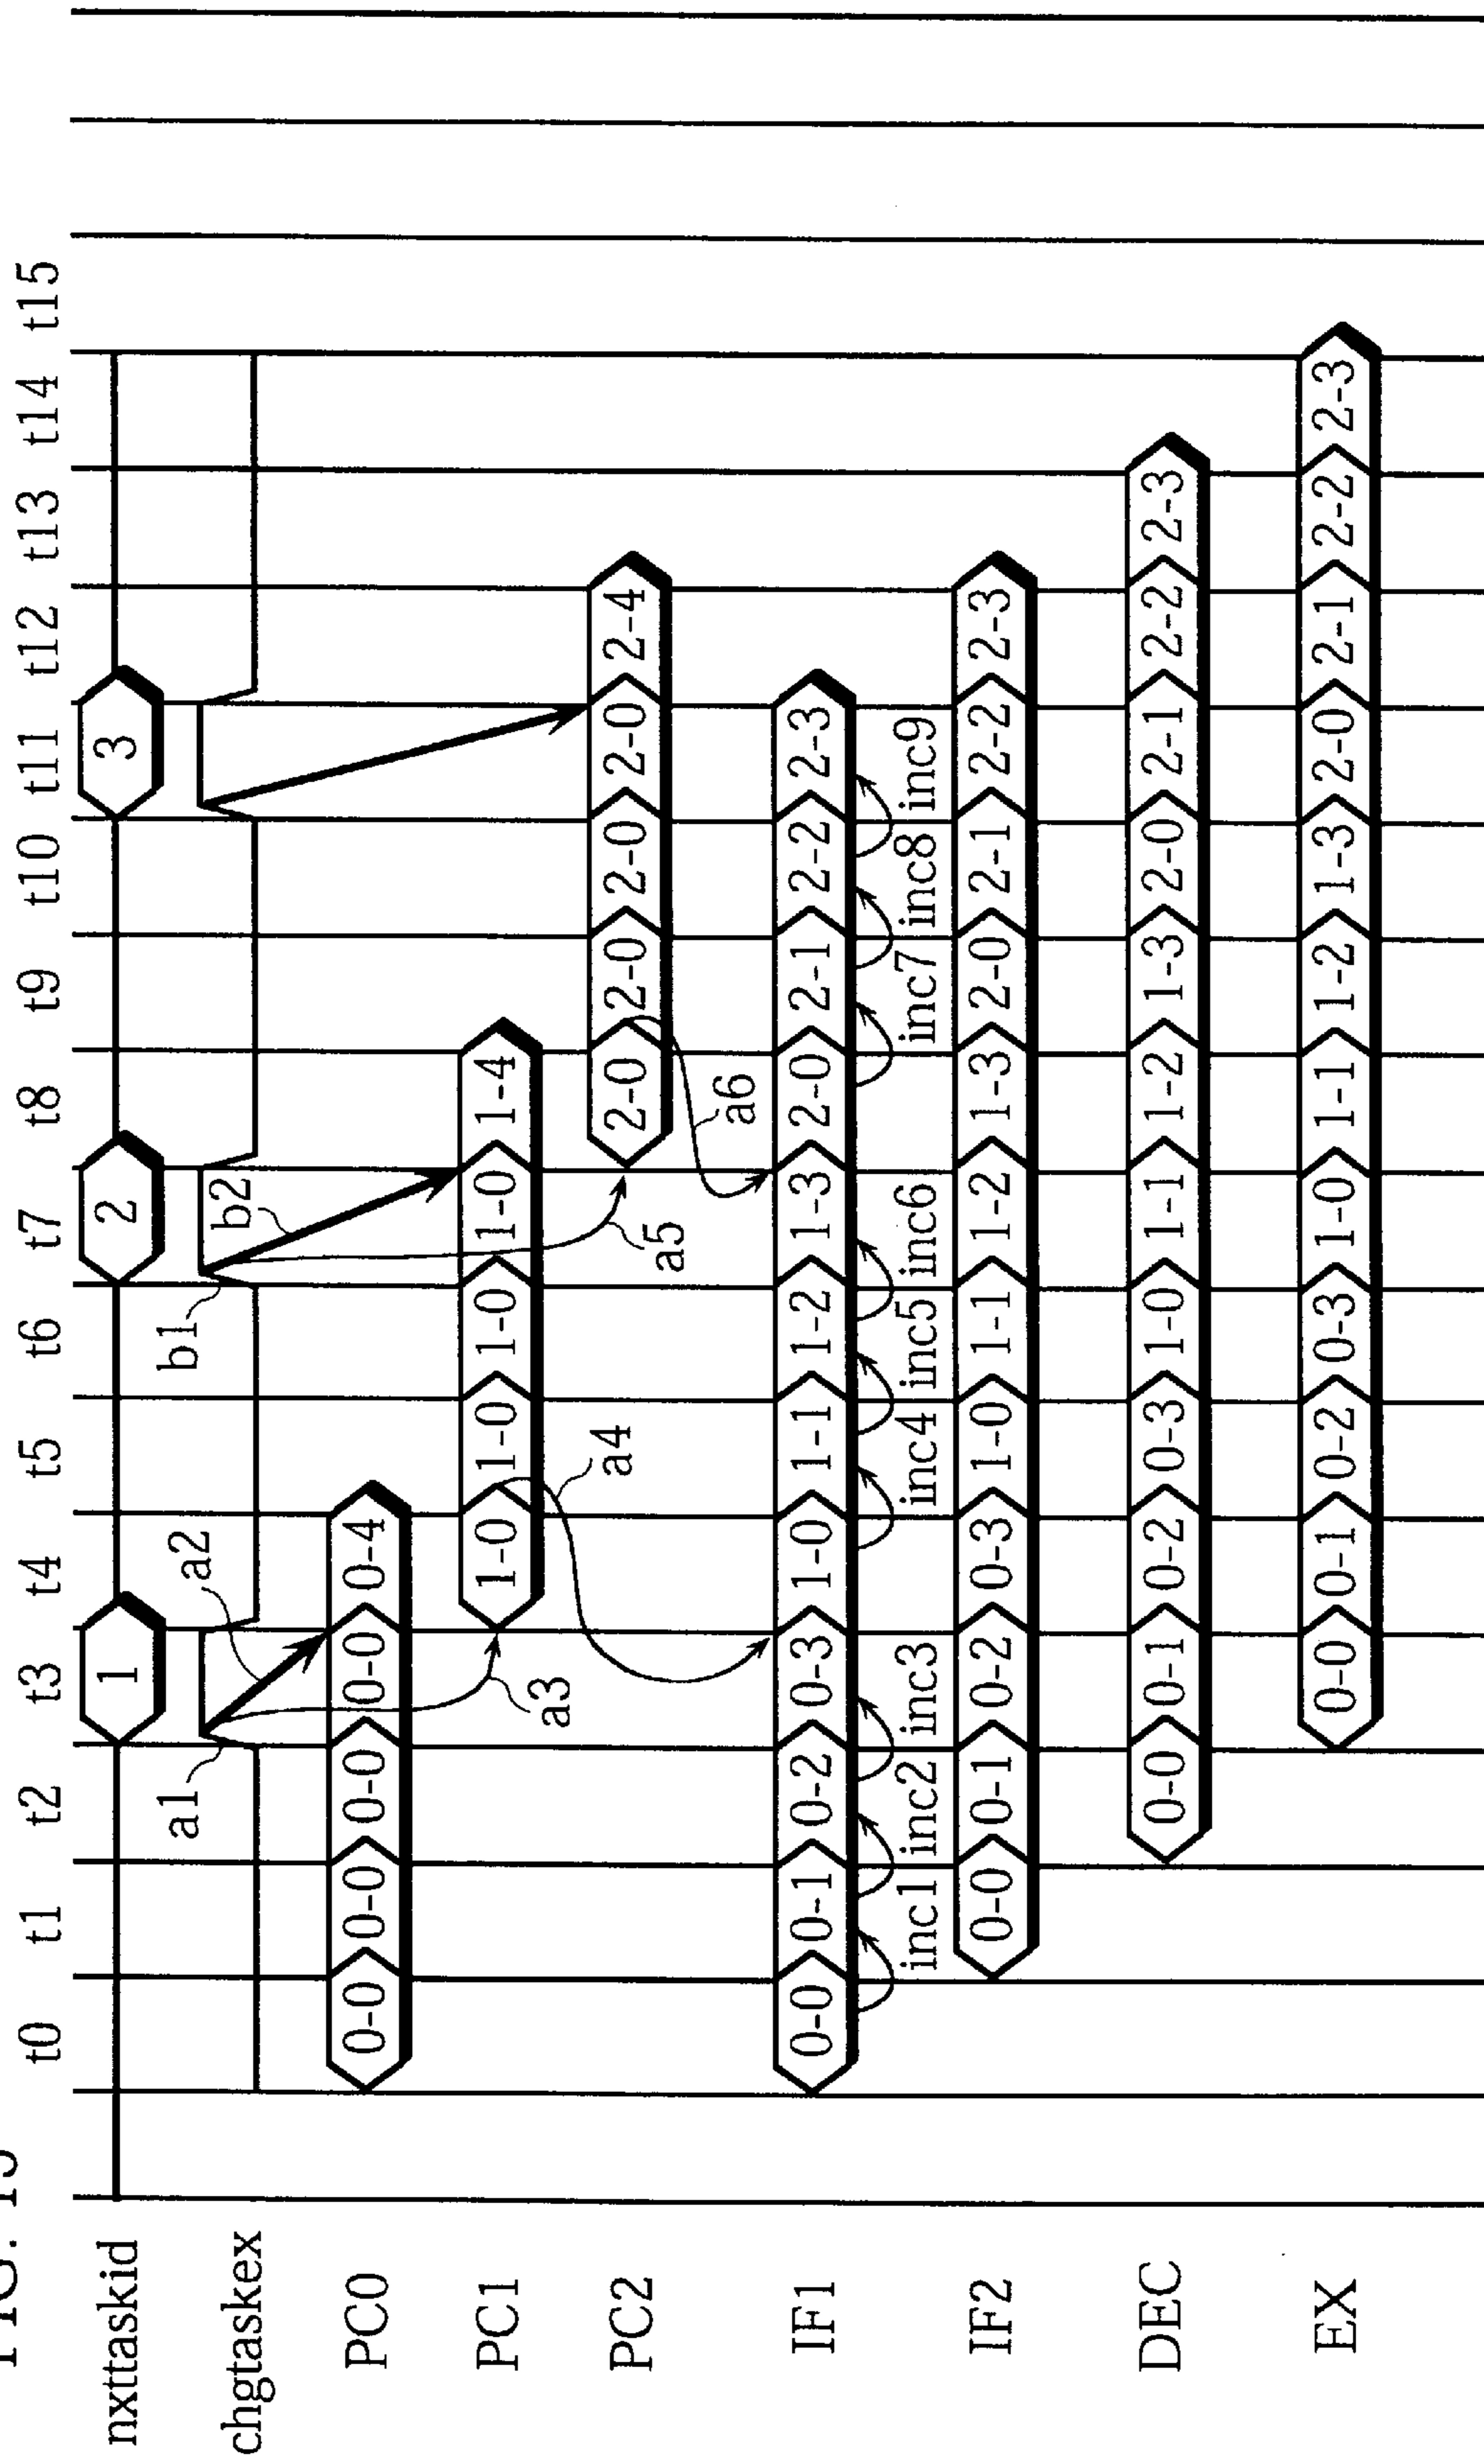 t0 t1 t2 t3 t4 t5 t6 t7 t8 t9 t10 t11 t12 t13 t14 t15
nxttaskid 1 2 3
chgtaskex a1 a2 b1 b2
PC0 0-0 0-0 0-0 0-0 0-4
a3
PC1 1-0 1-0 1-0 1-0 1-4
a4 a5
PC2 2-0 2-0 2-0 2-0 2-4
a6
IF1 0-0 0-1 0-2 0-3 1-0 1-1 1-2 1-3 2-0 2-1 2-2 2-3
inc1 inc2 inc3 inc4 inc5 inc6 inc7 inc8 inc9
IF2 0-0 0-1 0-2 0-3 1-0 1-1 1-2 1-3 2-0 2-1 2-2 2-3
DEC 0-0 0-1 0-2 0-3 1-0 1-1 1-2 1-3 2-0 2-1 2-2 2-3
EX 0-0 0-1 0-2 0-3 1-0 1-1 1-2 1-3 2-0 2-1 2-2 2-3